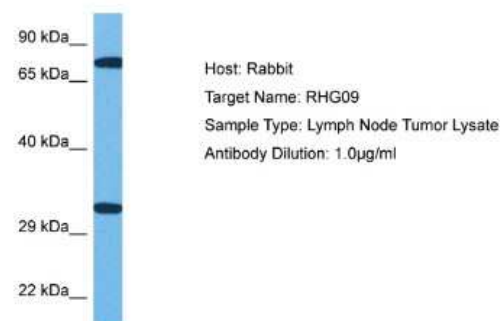 90 kDa__
65 kDa__
40 kDa__
29 kDa__
22 kDa__
Host: Rabbit
Target Name: RHG09
Sample Type: Lymph Node Tumor Lysate
Antibody Dilution: 1.0µg/ml